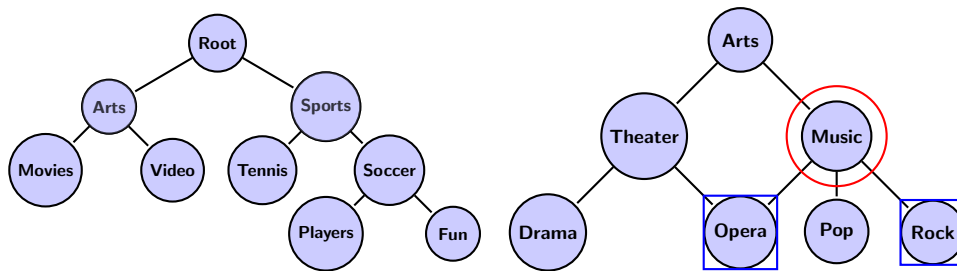 Root
Arts
Sports
Movies
Video
Tennis
Soccer
Players
Fun
Arts
Theater
Music
Drama
Opera
Pop
Rock